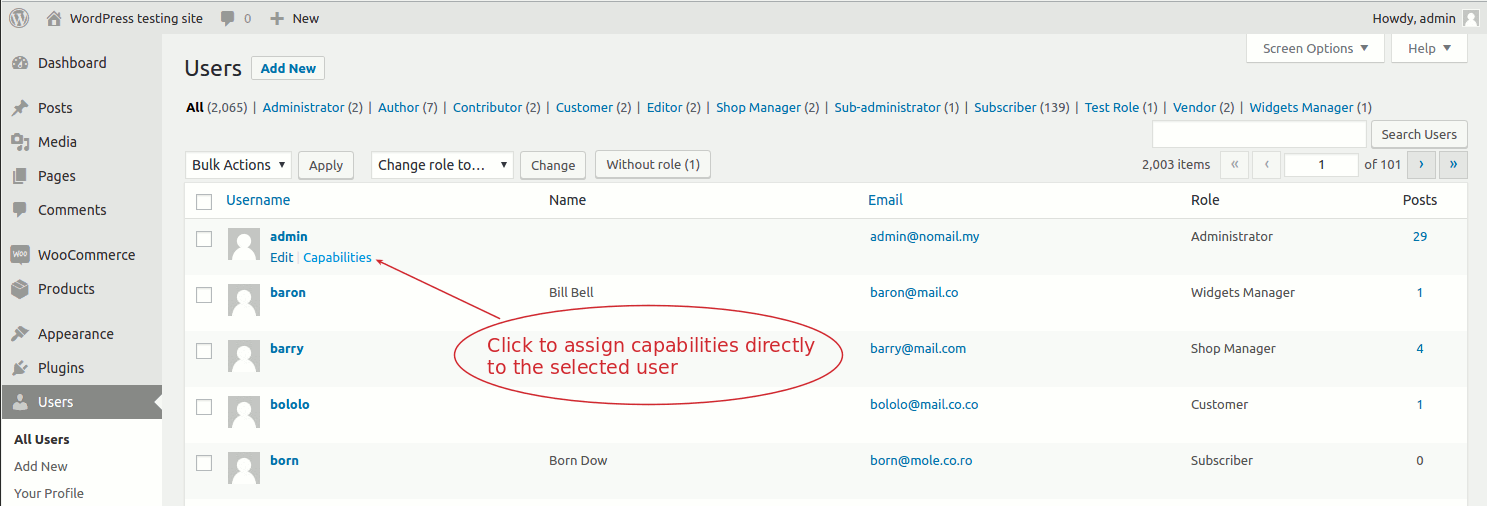 WordPress testing site 0 New Howdy, admin
Screen Options Help
Dashboard
Posts
Media
Pages
Comments
WOO WooCommerce
Products
Appearance
Plugins
Users
All Users
Add New
Your Profile
Users Add New
All (2,065) | Administrator (2) | Author (7) | Contributor (2) | Customer (2) | Editor (2) | Shop Manager (2) | Sub-administrator (1) | Subscriber (139) | Test Role (1) | Vendor (2) | Widgets Manager (1)
Search Users
Bulk Actions Apply Change role to... Change Without role (1) 2,003 items « ‹ 1 of 101 › »
Username Name Email Role Posts
admin admin@nomail.my Administrator 29
Edit | Capabilities
baron Bill Bell baron@mail.co Widgets Manager 1
Click to assign capabilities directly
to the selected user
barry barry@mail.com Shop Manager 4
bololo bololo@mail.co.co Customer 1
born Born Dow born@mole.co.ro Subscriber 0